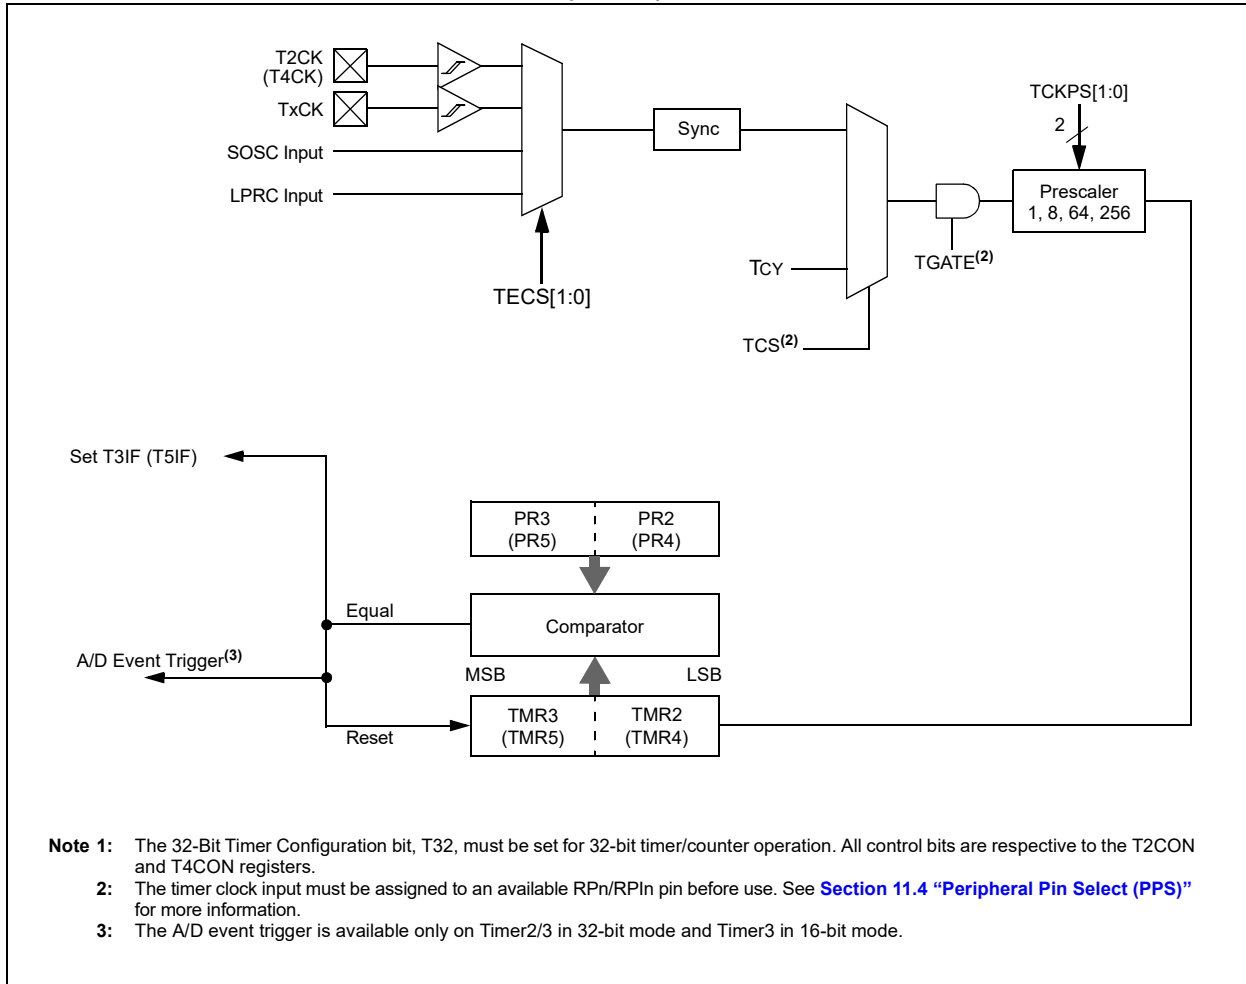 T2CK
(T4CK)
TxCK
SOSC Input
LPRC Input
TECS[1:0]
Sync
TCY
TCS(2)
TGATE(2)
TCKPS[1:0]
2
Prescaler
1, 8, 64, 256
Set T3IF (T5IF)
PR3
(PR5)
PR2
(PR4)
Equal
Comparator
A/D Event Trigger(3)
MSB
LSB
Reset
TMR3
(TMR5)
TMR2
(TMR4)
Note 1: The 32-Bit Timer Configuration bit, T32, must be set for 32-bit timer/counter operation. All control bits are respective to the T2CON
and T4CON registers.
2: The timer clock input must be assigned to an available RPn/RPIn pin before use. See Section 11.4 “Peripheral Pin Select (PPS)”
for more information.
3: The A/D event trigger is available only on Timer2/3 in 32-bit mode and Timer3 in 16-bit mode.